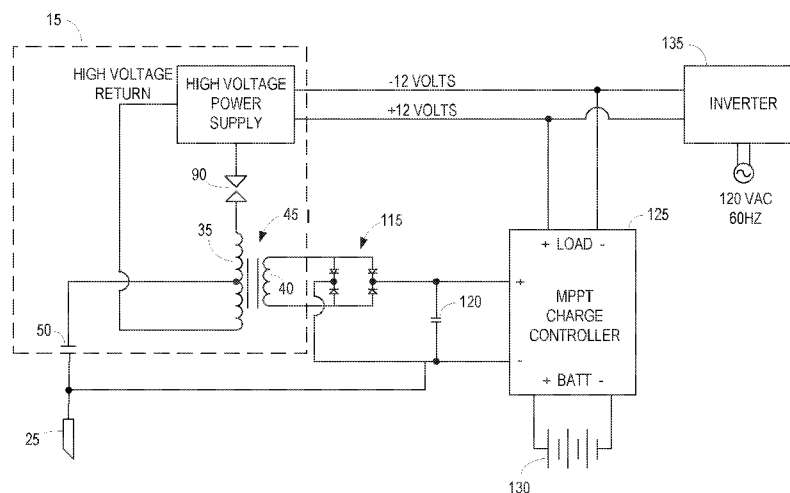 15
135
HIGH VOLTAGE
RETURN
HIGH VOLTAGE
POWER
SUPPLY
-12 VOLTS
+12 VOLTS
INVERTER
120 VAC
60HZ
90
35
45
115
125
40
120
+ LOAD -
+
MPPT
CHARGE
CONTROLLER
-
+ BATT -
50
25
130